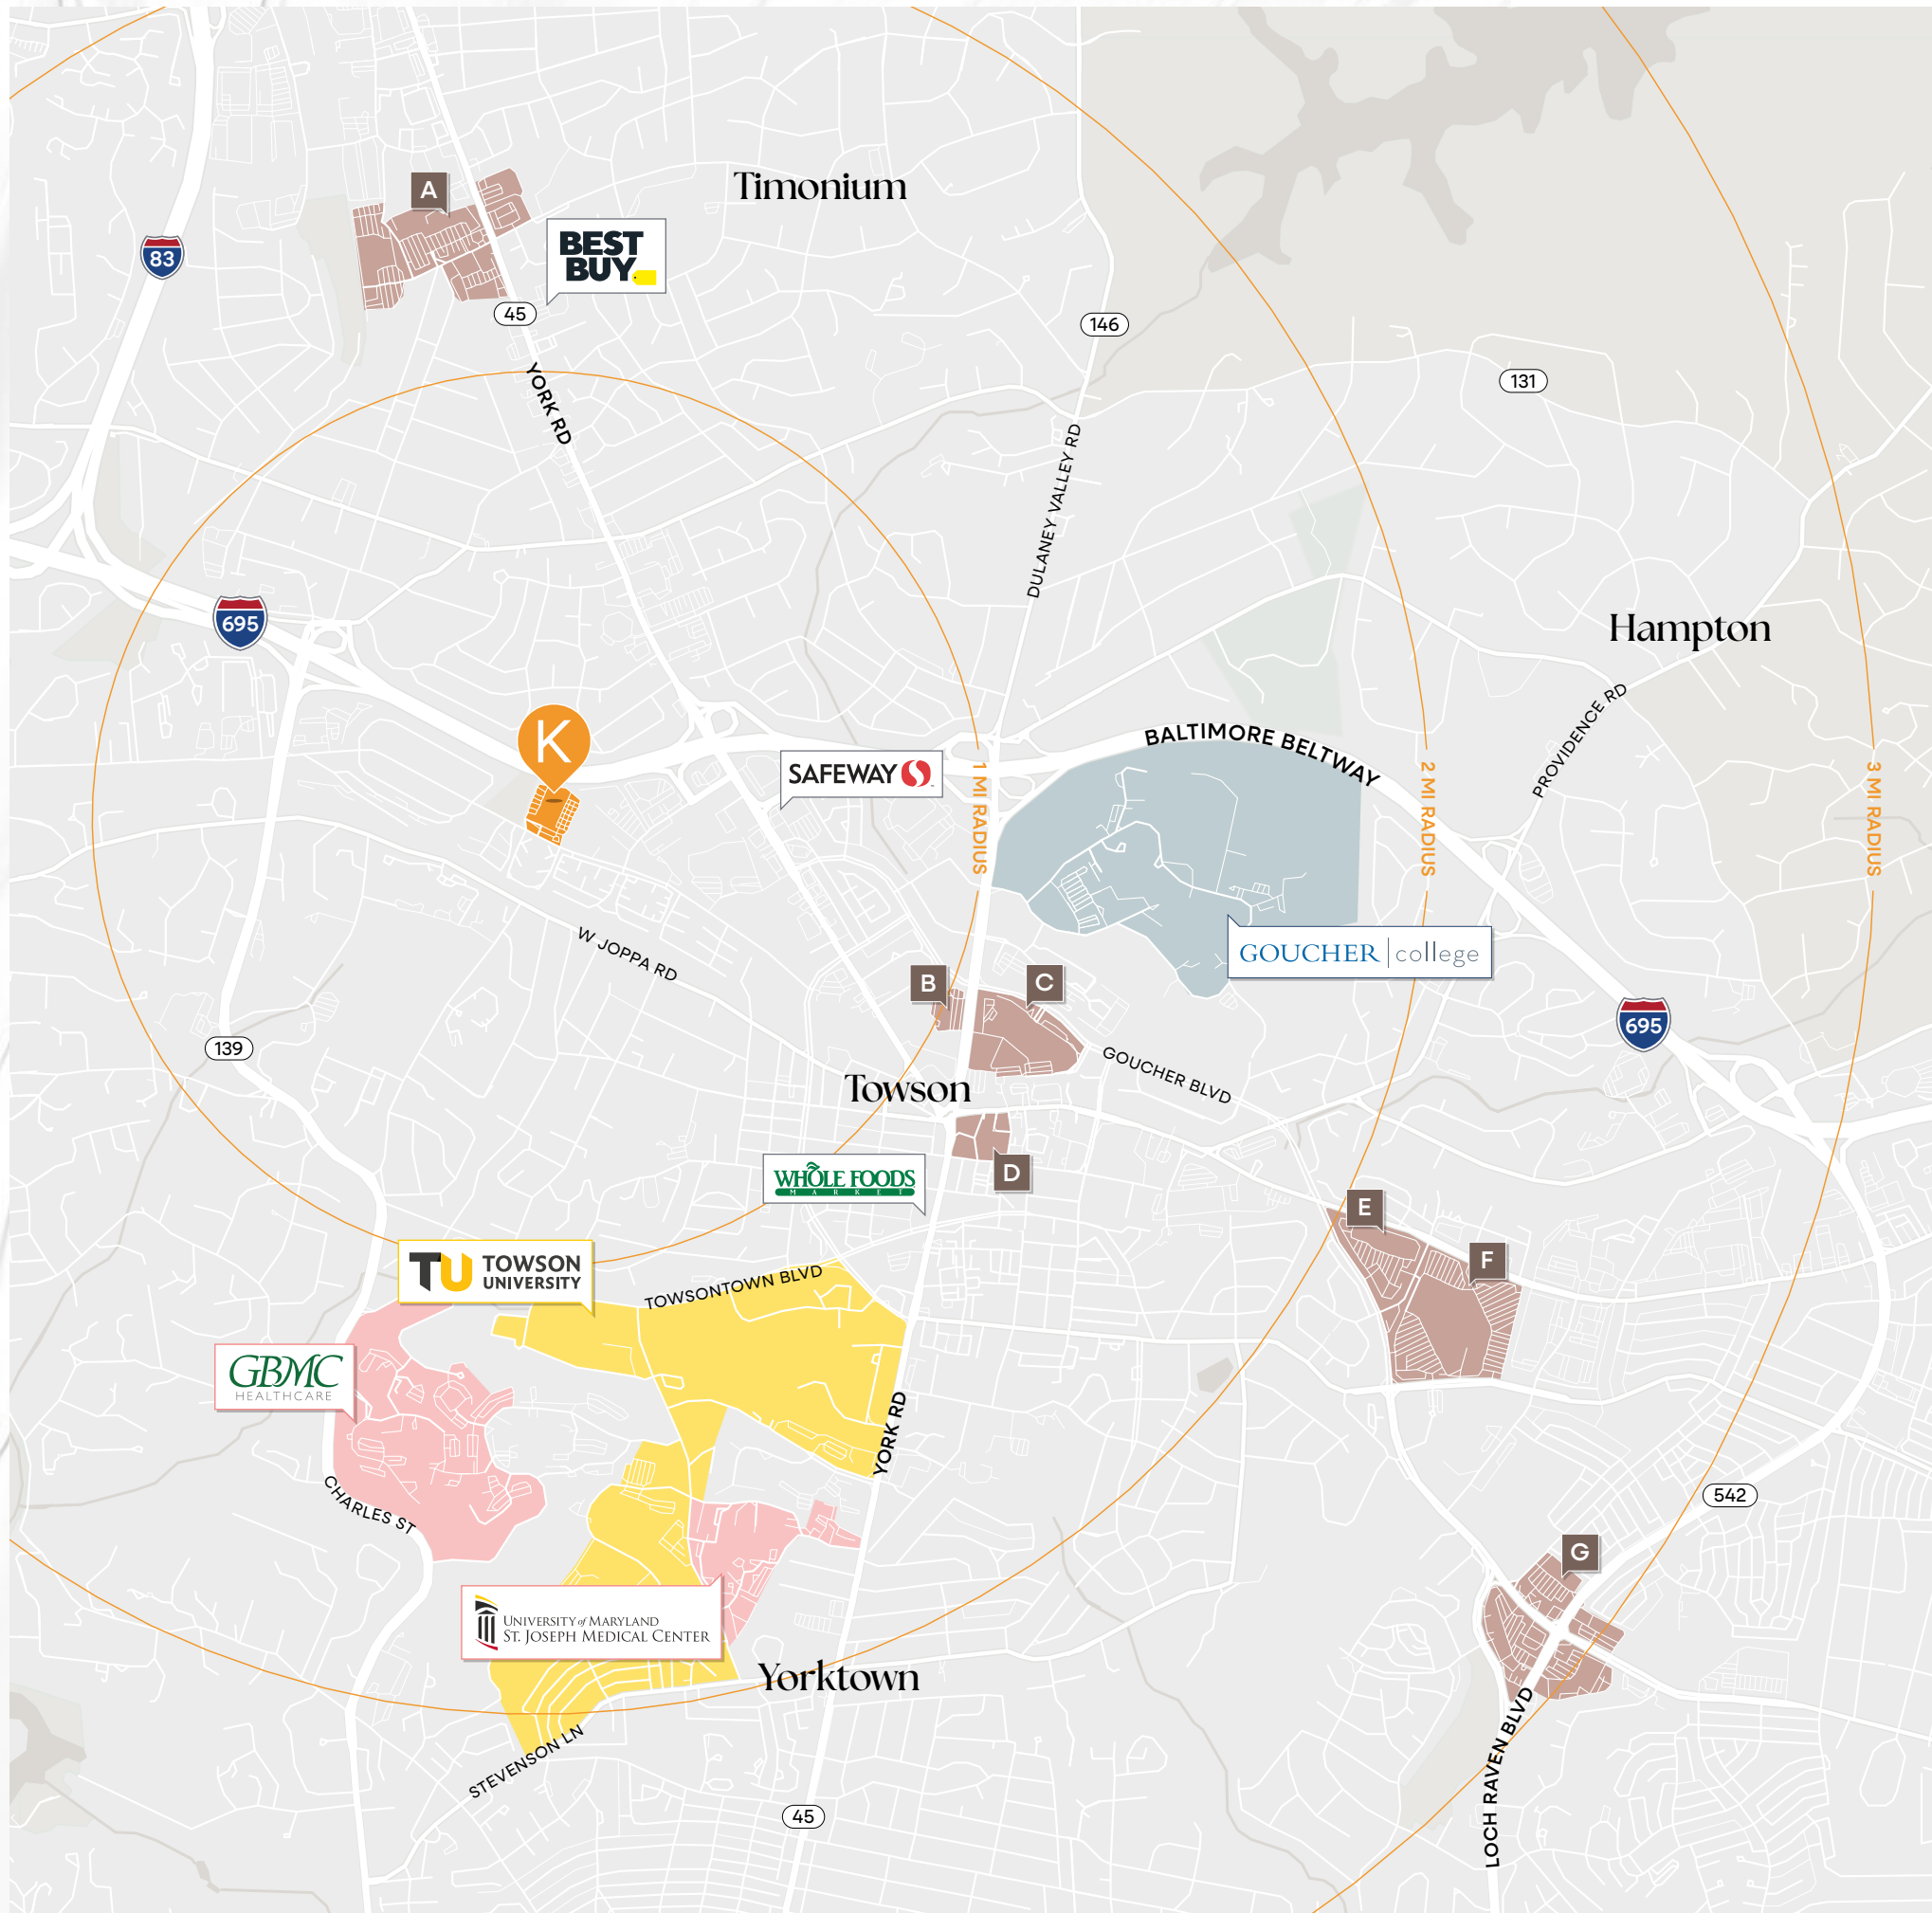 A
Timonium
BEST
BUY
83
45
146
131
YORK RD
DULANEY VALLEY RD
695
Hampton
K
PROVIDENCE RD
BALTIMORE BELTWAY
SAFEWAY
1 MI RADIUS
2 MI RADIUS
3 MI RADIUS
W JOPPA RD
GOUCHER | college
B
C
695
139
GOUCHER BLVD
Towson
D
WHOLE FOODS
MARKET
E
F
TU TOWSON
UNIVERSITY
TOWSONTOWN BLVD
GBMC
HEALTHCARE
YORK RD
CHARLES ST
542
G
UNIVERSITY of MARYLAND
ST. JOSEPH MEDICAL CENTER
Yorktown
STEVENSON LN
LOCH RAVEN BLVD
45